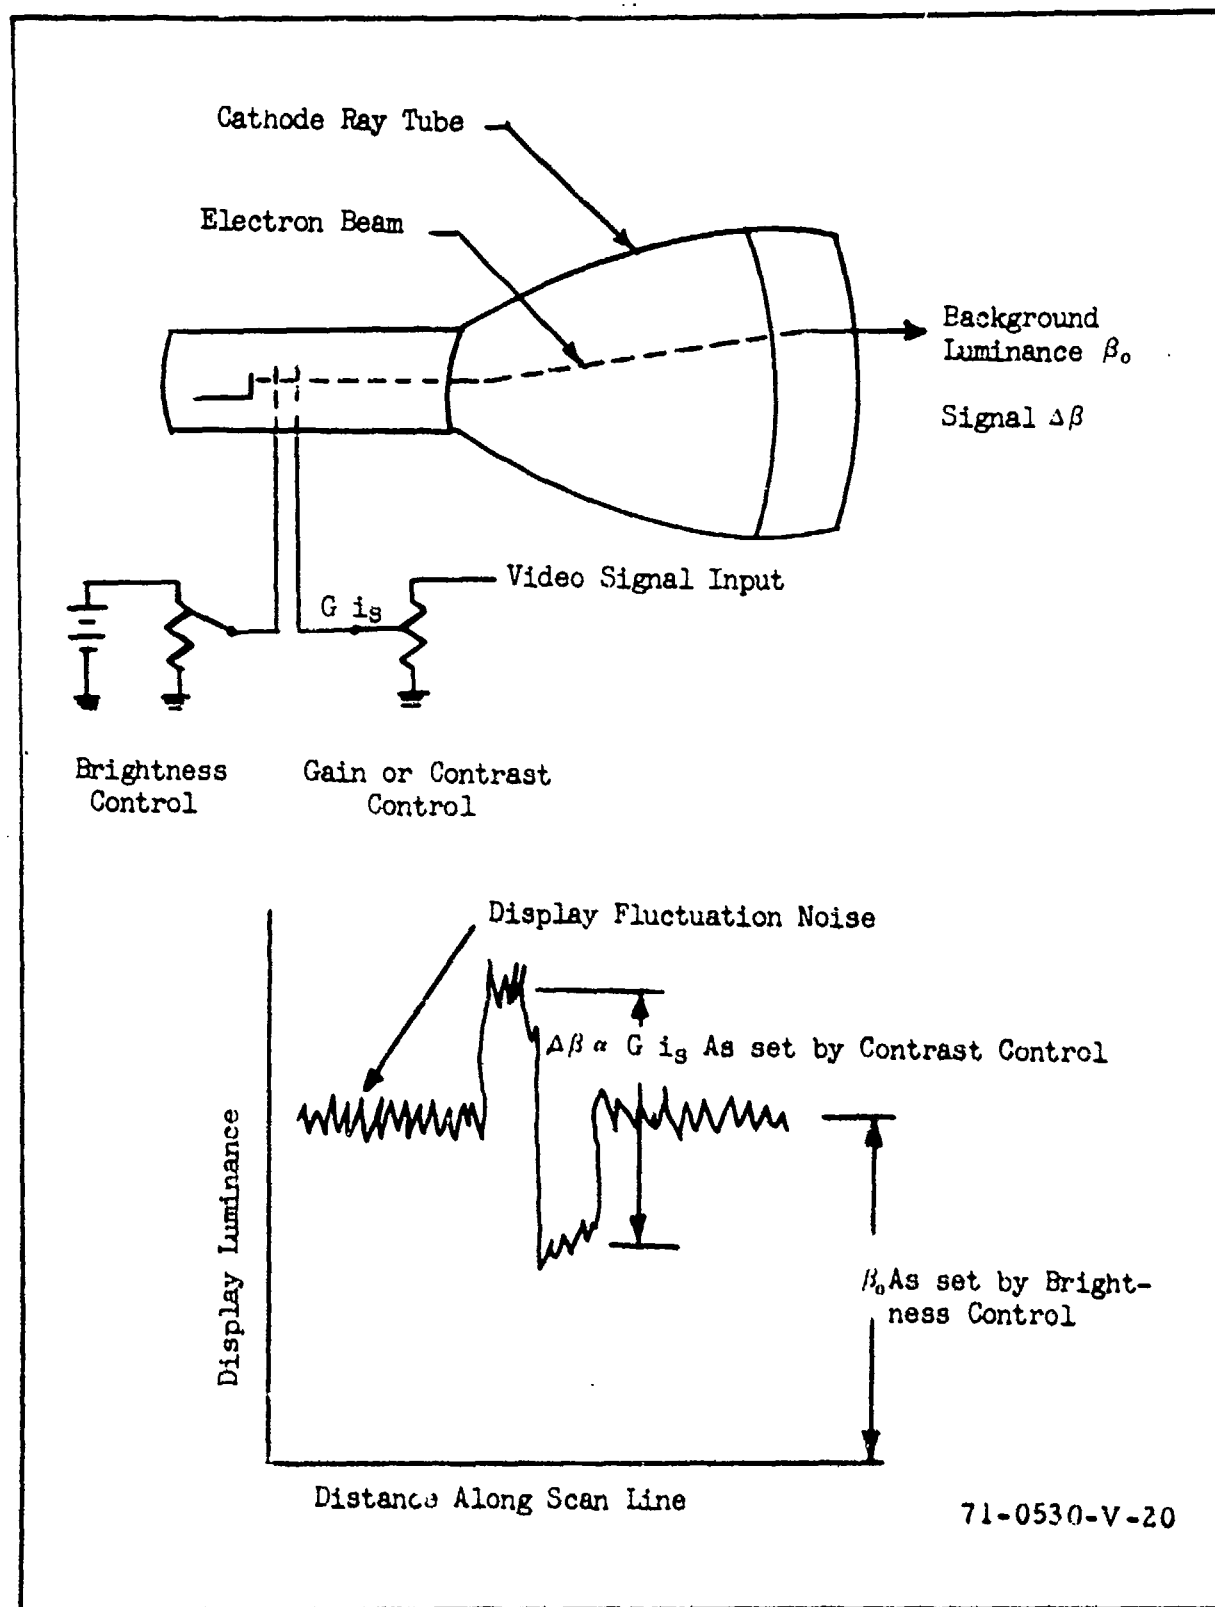 Cathode Ray Tube
Electron Beam
Background
Luminance β₀
Signal Δβ
Video Signal Input
G iₛ
Brightness
Control
Gain or Contrast
Control
Display Fluctuation Noise
Δβ α G iₛ As set by Contrast Control
Display Luminance
β₀ As set by Bright-
ness Control
Distance Along Scan Line
71-0530-V-20